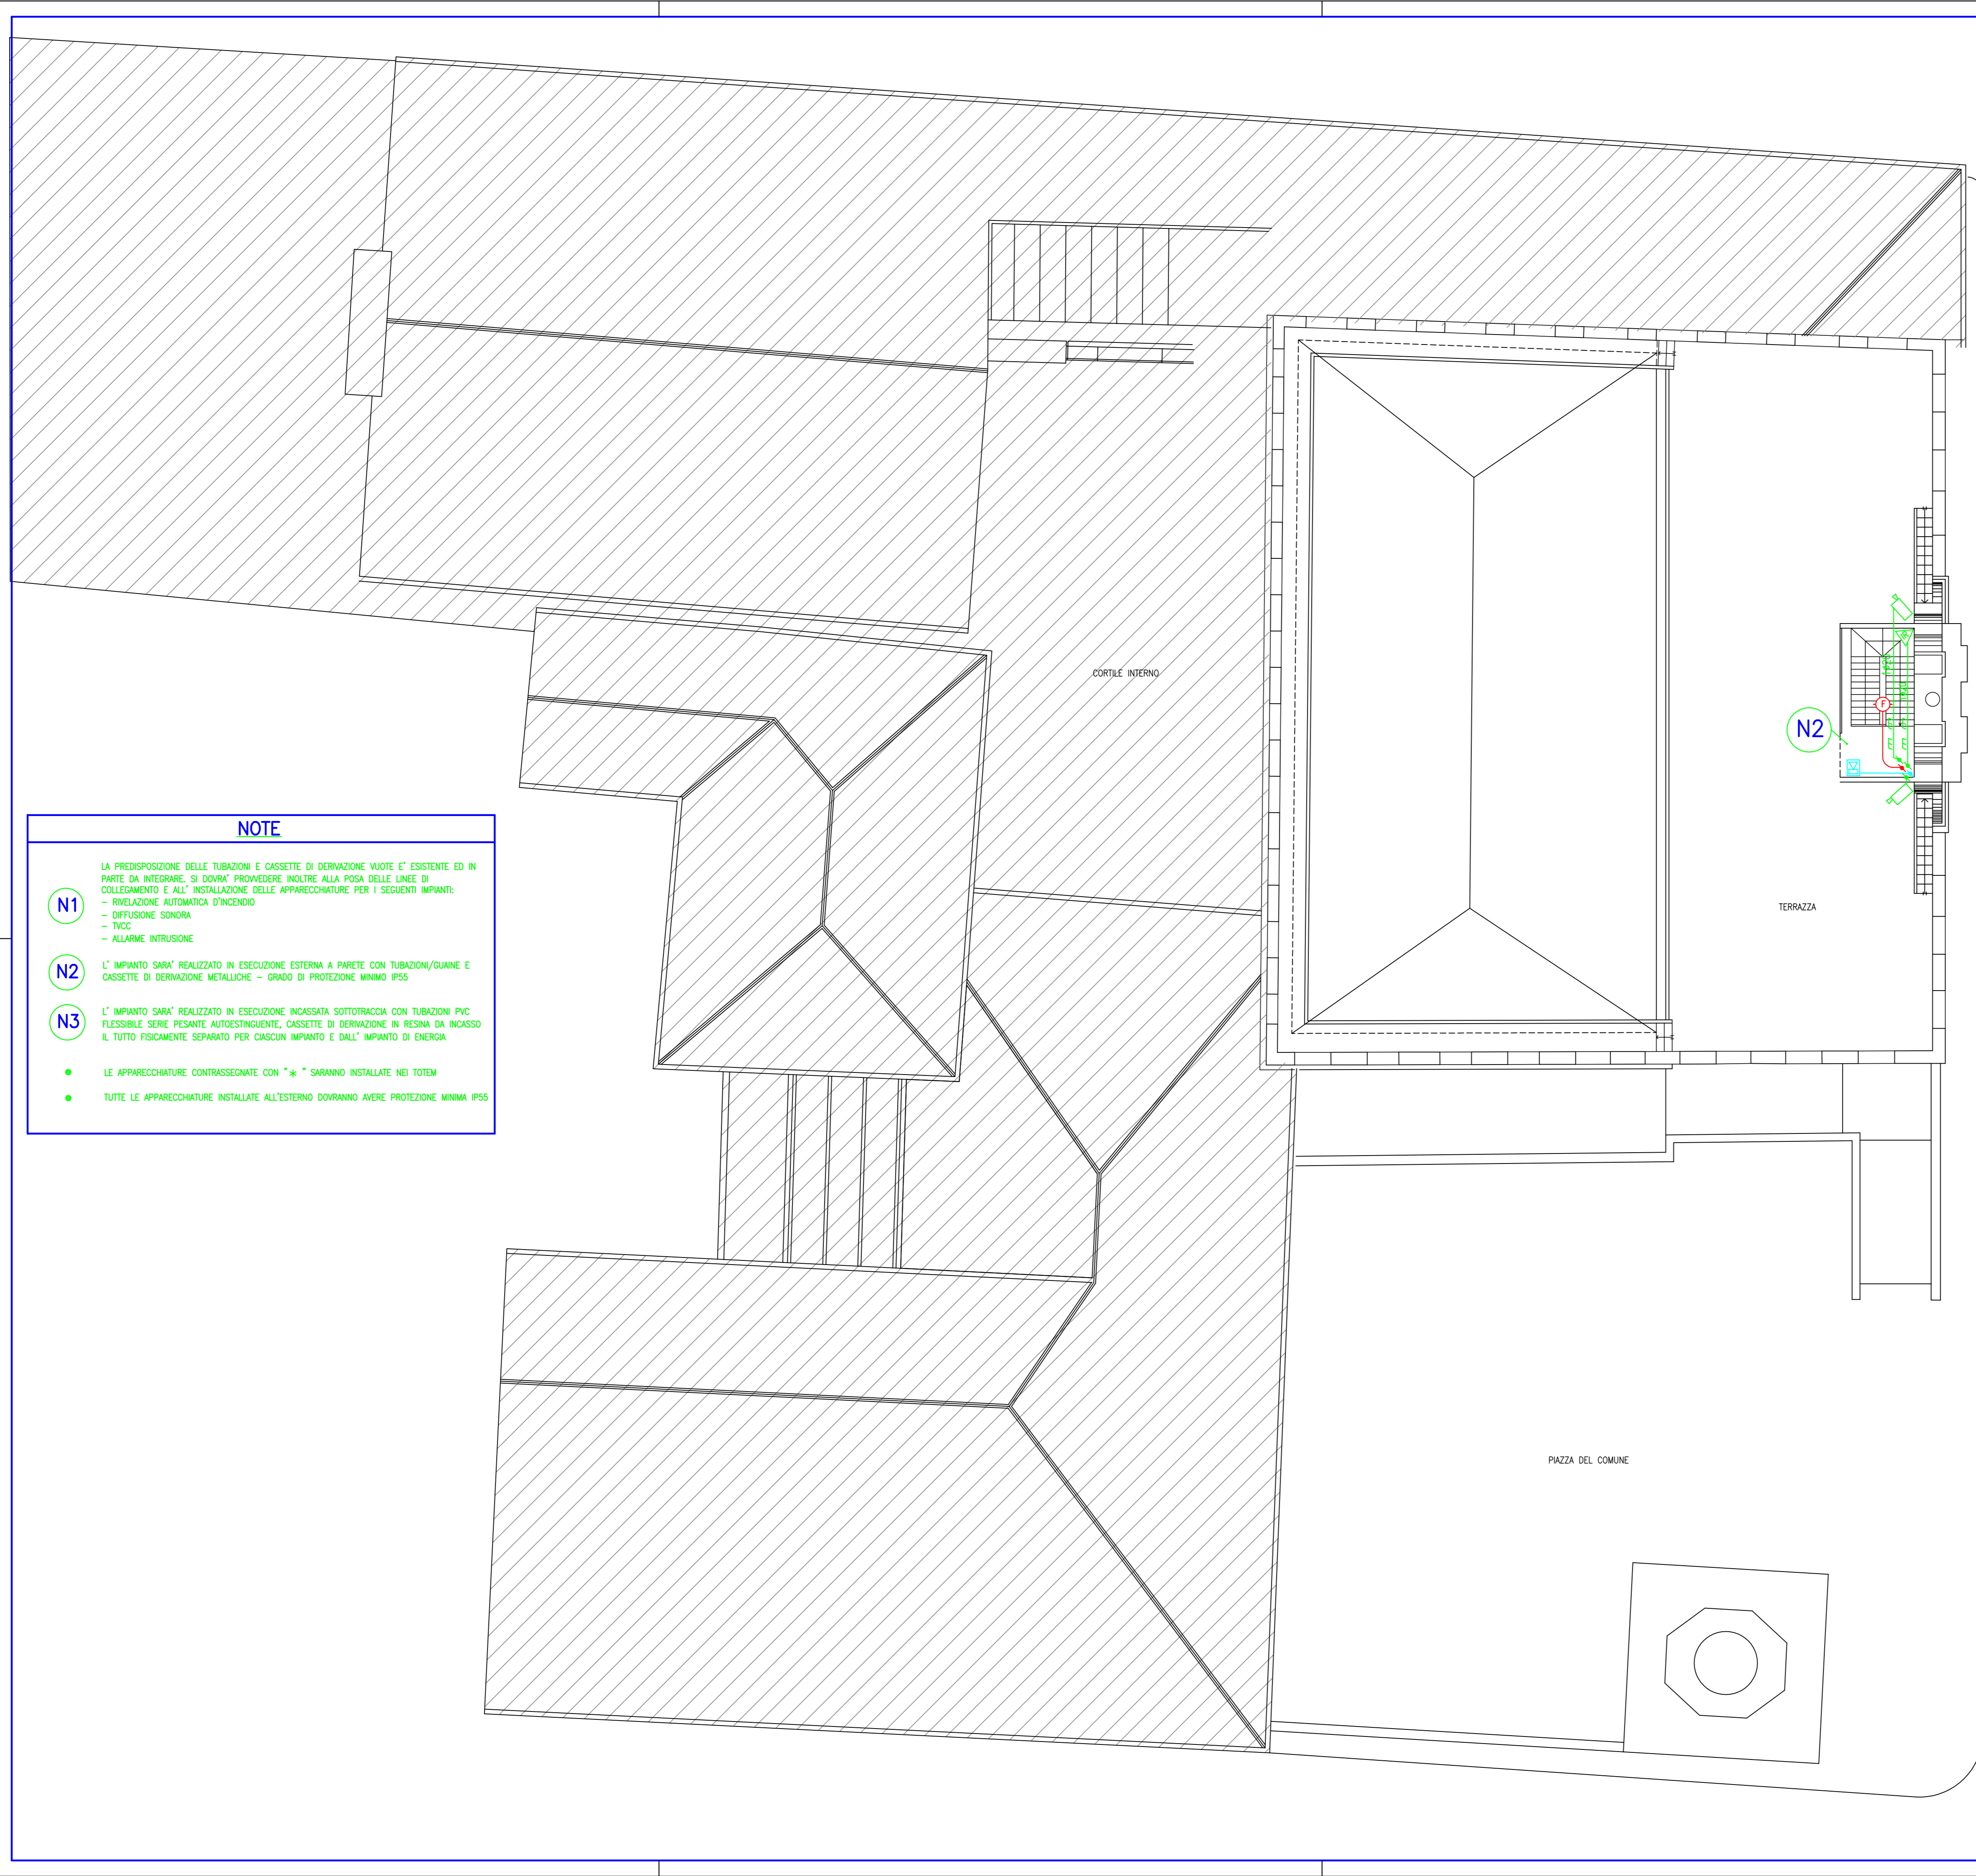 CORTILE INTERNO
F
N2
TERRAZZA
NOTE
N1
LA PREDISPOSIZIONE DELLE TUBAZIONI E CASSETTE DI DERIVAZIONE VUOTE E' ESISTENTE ED IN
PARTE DA INTEGRARE. SI DOVRA' PROVVEDERE INOLTRE ALLA POSA DELLE LINEE DI
COLLEGAMENTO E ALL' INSTALLAZIONE DELLE APPARECCHIATURE PER I SEGUENTI IMPIANTI:
– RIVELAZIONE AUTOMATICA D'INCENDIO
– DIFFUSIONE SONORA
– TVCC
– ALLARME INTRUSIONE
N2
L' IMPIANTO SARA' REALIZZATO IN ESECUZIONE ESTERNA A PARETE CON TUBAZIONI/GUAINE E
CASSETTE DI DERIVAZIONE METALLICHE – GRADO DI PROTEZIONE MINIMO IP55
N3
L' IMPIANTO SARA' REALIZZATO IN ESECUZIONE INCASSATA SOTTOTRACCIA CON TUBAZIONI PVC
FLESSIBILE SERIE PESANTE AUTOESTINGUENTE, CASSETTE DI DERIVAZIONE IN RESINA DA INCASSO
IL TUTTO FISICAMENTE SEPARATO PER CIASCUN IMPIANTO E DALL' IMPIANTO DI ENERGIA
● LE APPARECCHIATURE CONTRASSEGNATE CON "* " SARANNO INSTALLATE NEI TOTEM
● TUTTE LE APPARECCHIATURE INSTALLATE ALL'ESTERNO DOVRANNO AVERE PROTEZIONE MINIMA IP55
PIAZZA DEL COMUNE